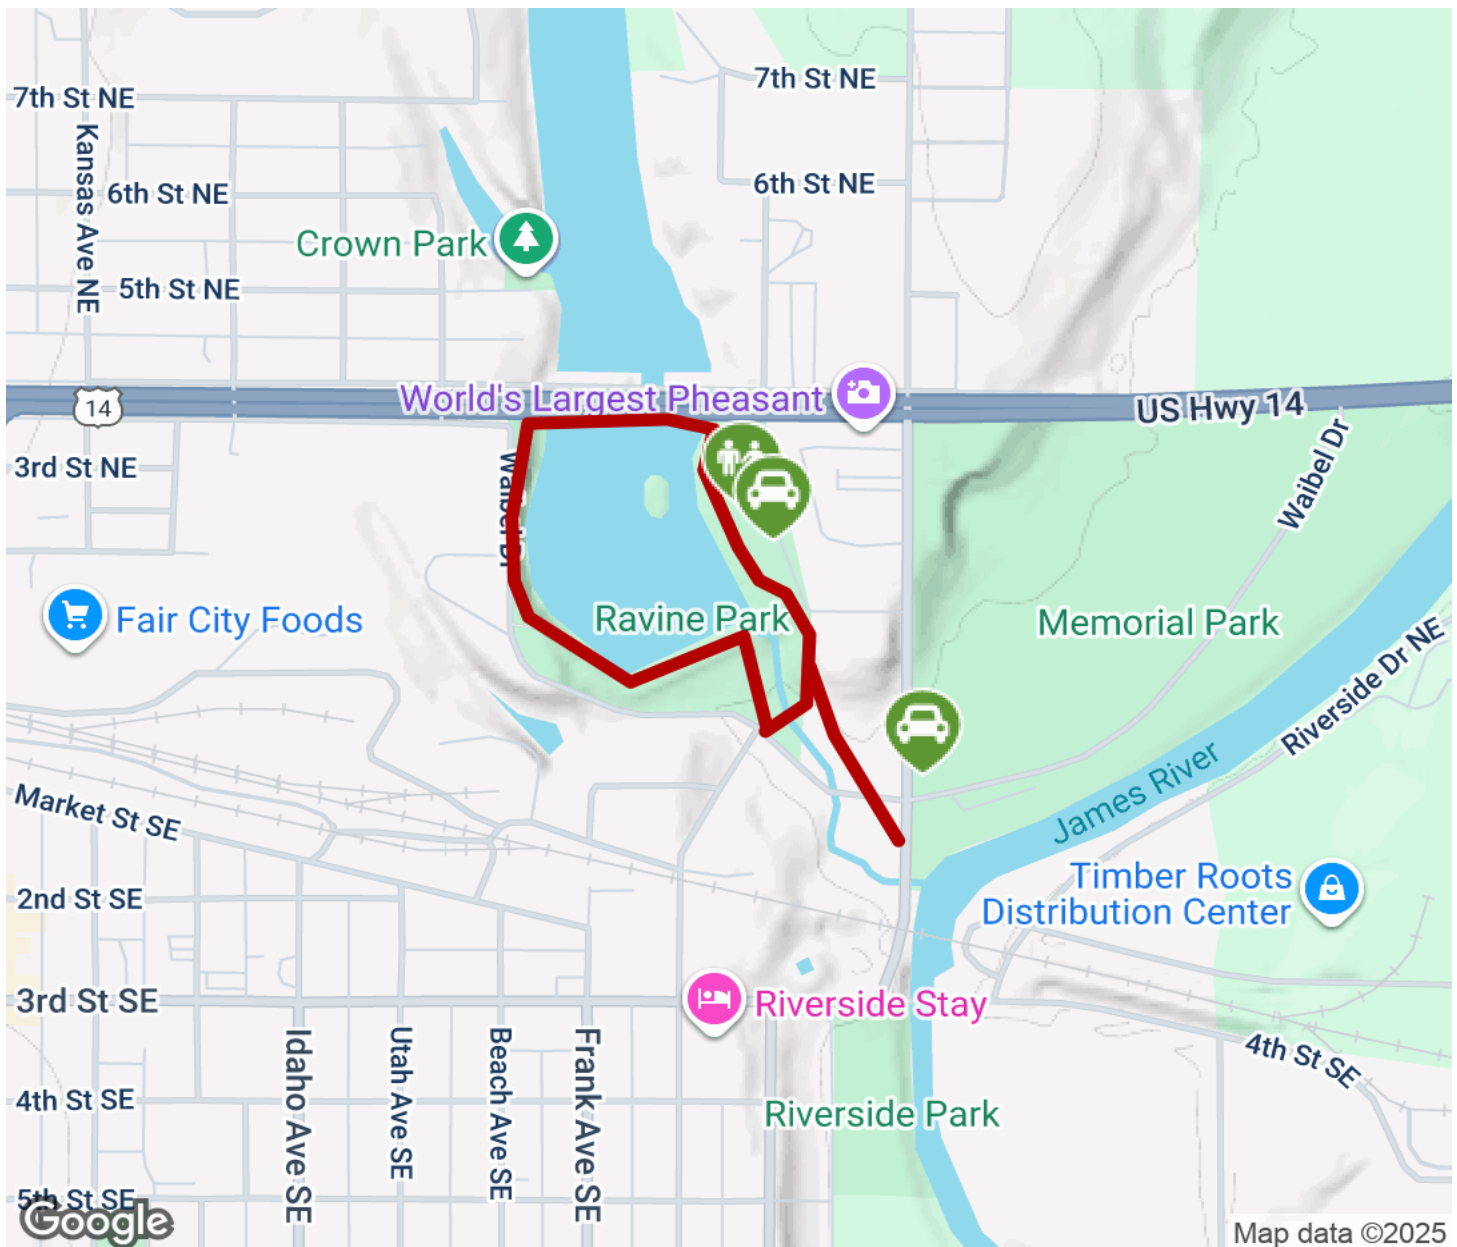 7th St NE
7th St NE
Kansas Ave NE
6th St NE
6th St NE
Crown Park
5th St NE
World's Largest Pheasant
14
US Hwy 14
3rd St NE
Waibel Dr
Waibel Dr
Fair City Foods
Ravine Park
Memorial Park
Riverside Dr NE
James River
Market St SE
2nd St SE
Timber Roots
Distribution Center
3rd St SE
Riverside Stay
Idaho Ave SE
Utah Ave SE
Beach Ave SE
Frank Ave SE
4th St SE
4th St SE
Riverside Park
5th St SE
Google
Map data ©2025